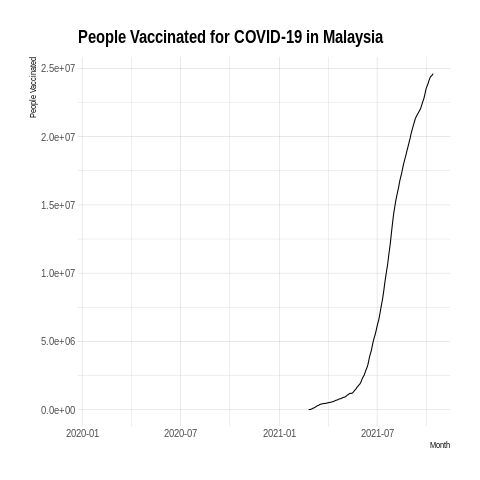 People Vaccinated for COVID-19 in Malaysia
People Vaccinated
2.5e+07
2.0e+07
1.5e+07
1.0e+07
5.0e+06
0.0e+00
2020-01 2020-07 2021-01 2021-07
Month